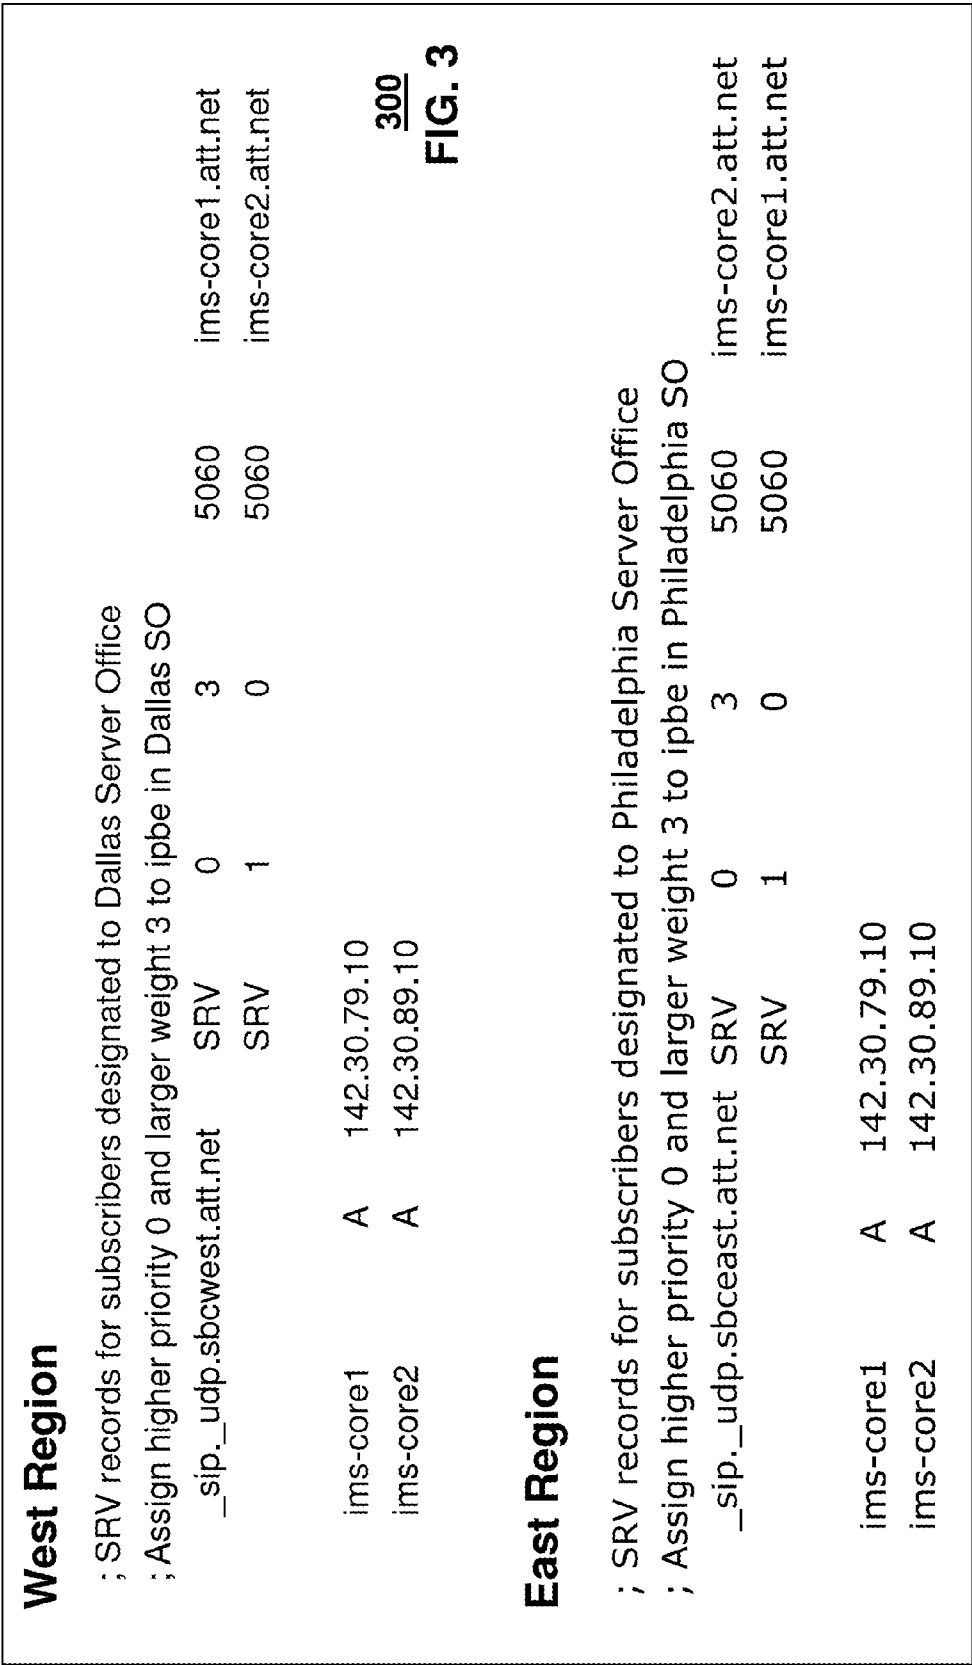 West Region
; SRV records for subscribers designated to Dallas Server Office
; Assign higher priority 0 and larger weight 3 to ipbe in Dallas SO
_sip._udp.sbcwest.att.net SRV 0 3 5060 ims-core1.att.net
SRV 1 0 5060 ims-core2.att.net
ims-core1 A 142.30.79.10
ims-core2 A 142.30.89.10
300
FIG. 3
East Region
; SRV records for subscribers designated to Philadelphia Server Office
; Assign higher priority 0 and larger weight 3 to ipbe in Philadelphia SO
_sip._udp.sbceast.att.net SRV 0 3 5060 ims-core2.att.net
SRV 1 0 5060 ims-core1.att.net
ims-core1 A 142.30.79.10
ims-core2 A 142.30.89.10